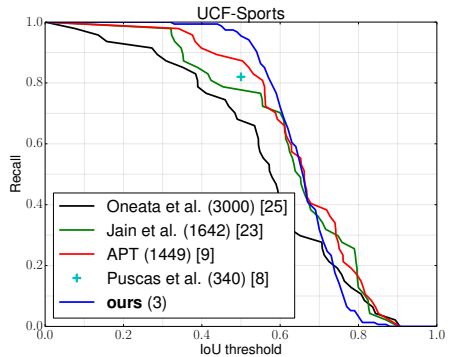 UCF-Sports
1.0
0.8
0.6
0.4
0.2
0.0
Recall
Oneata et al. (3000) [25]
Jain et al. (1642) [23]
APT (1449) [9]
Puscas et al. (340) [8]
ours (3)
0.0 0.2 0.4 0.6 0.8 1.0
IoU threshold